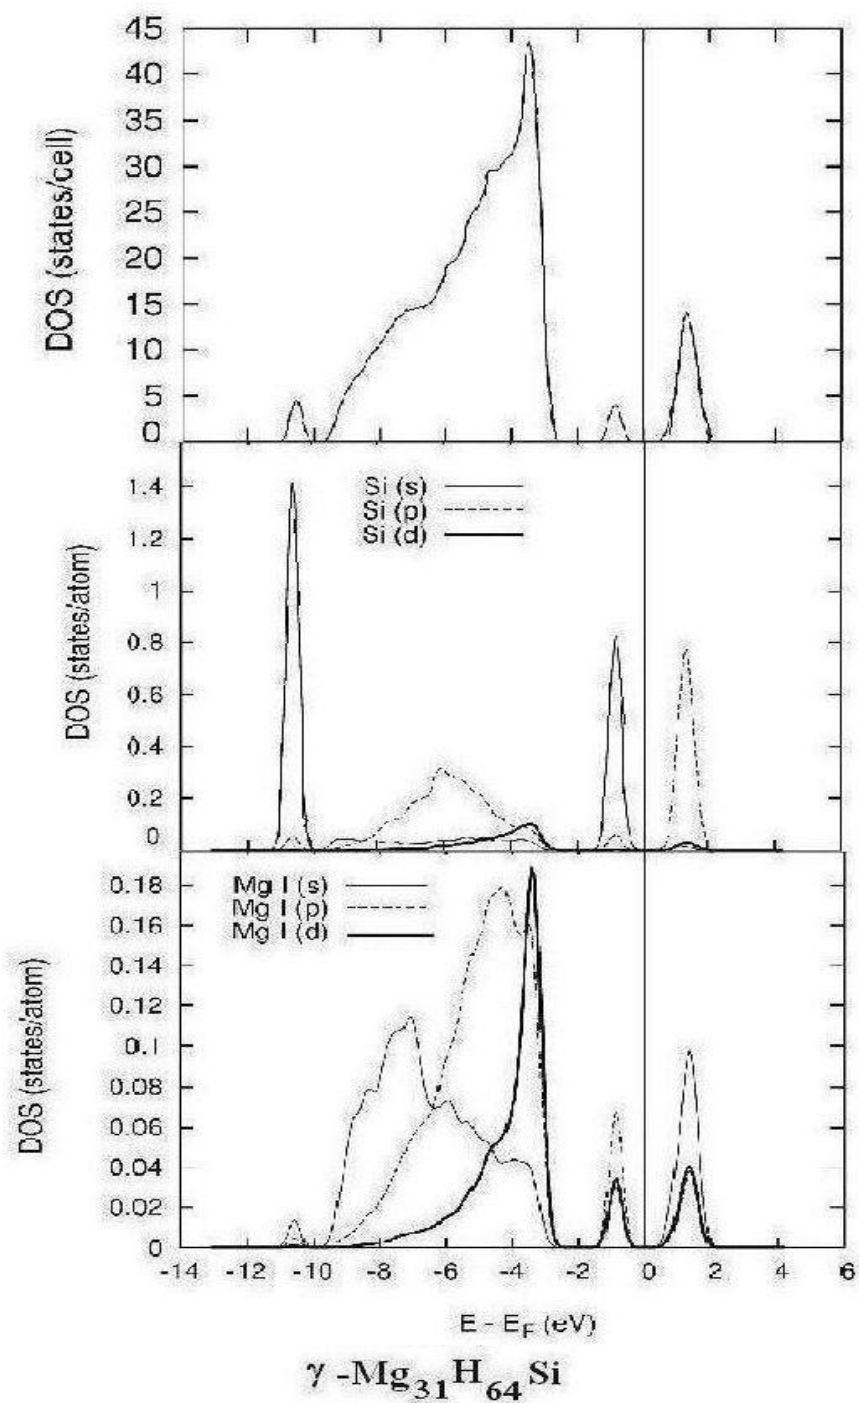 45
40
35
30
25
20
15
10
5
0
DOS (states/cell)
1.4
1.2
1
0.8
0.6
0.4
0.2
0
DOS (states/atom)
Si (s)
Si (p)
Si (d)
0.18
0.16
0.14
0.12
0.1
0.08
0.06
0.04
0.02
0
DOS (states/atom)
Mg I (s)
Mg I (p)
Mg I (d)
-14 -12 -10 -8 -6 -4 -2 0 2 4 6
E - E_F (eV)
γ -Mg31H64Si